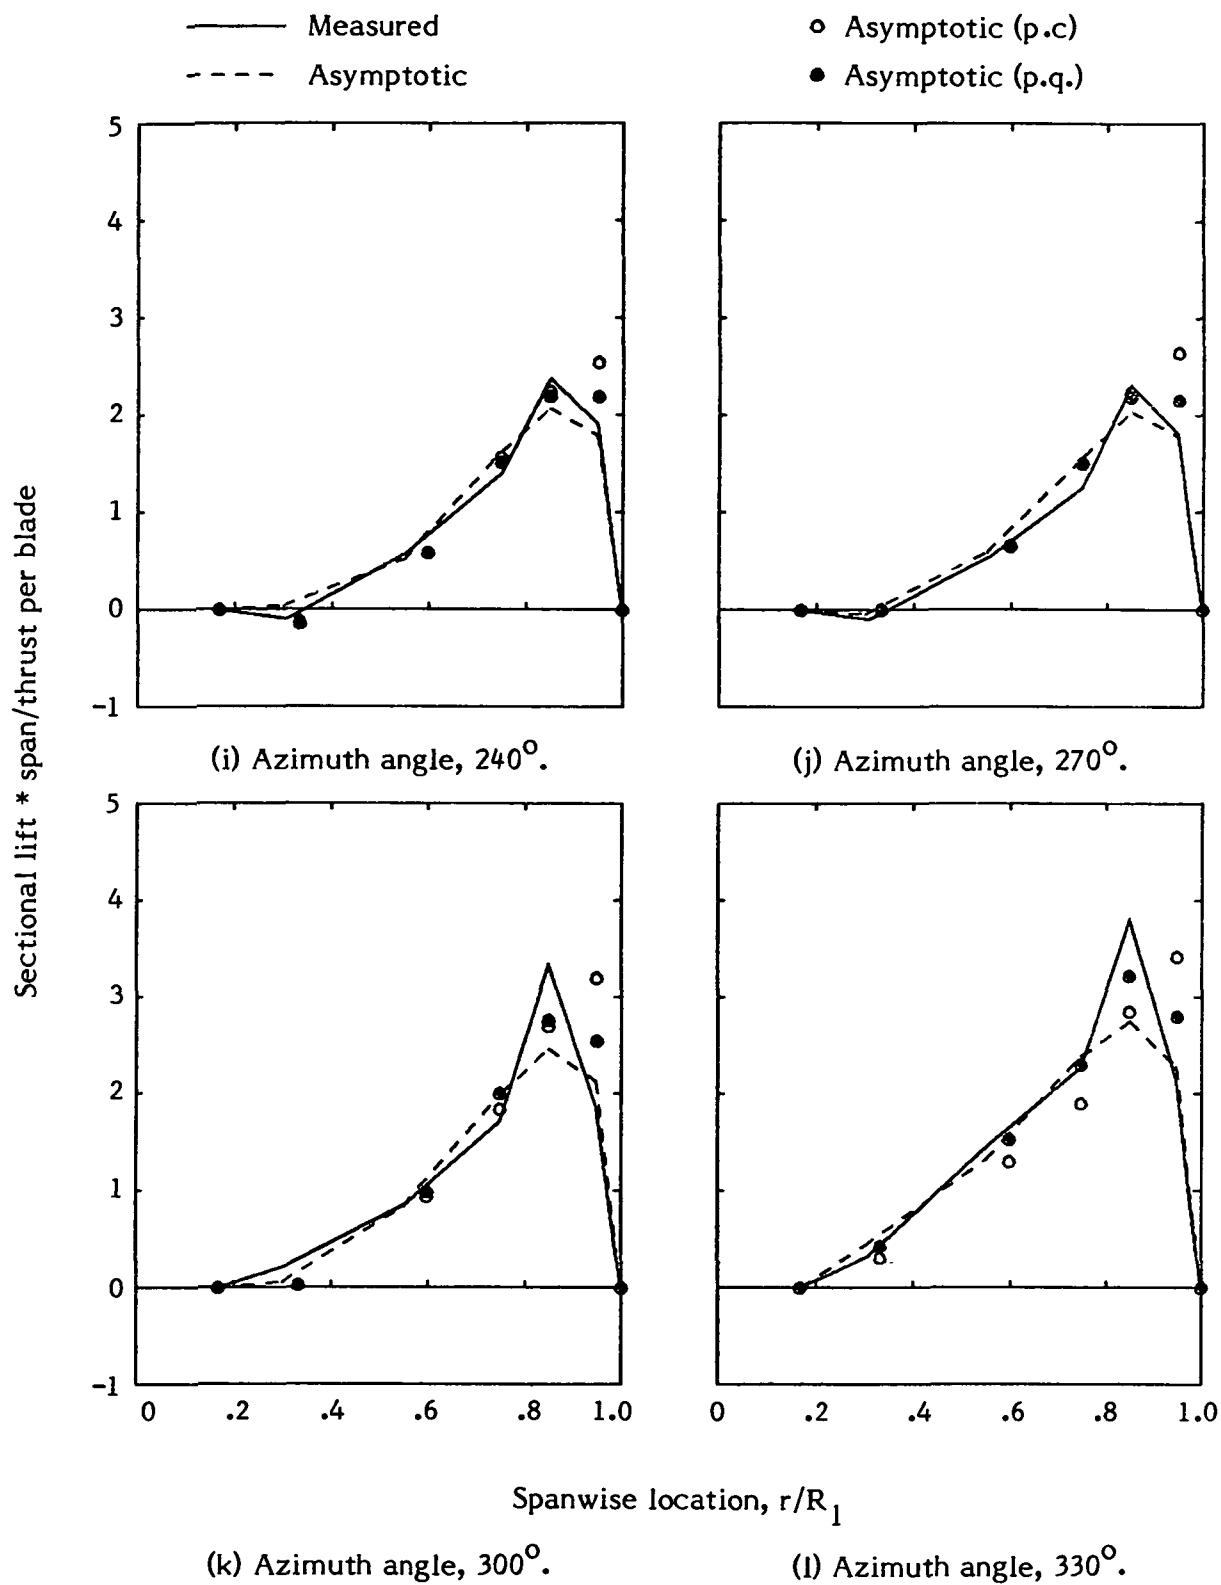 Measured
Asymptotic
o Asymptotic (p.c)
● Asymptotic (p.q.)
Sectional lift * span/thrust per blade
5
4
3
2
1
0
-1
(i) Azimuth angle, 240°.
(j) Azimuth angle, 270°.
5
4
3
2
1
0
-1
0 .2 .4 .6 .8 1.0
0 .2 .4 .6 .8 1.0
Spanwise location, r/R₁
(k) Azimuth angle, 300°.
(l) Azimuth angle, 330°.